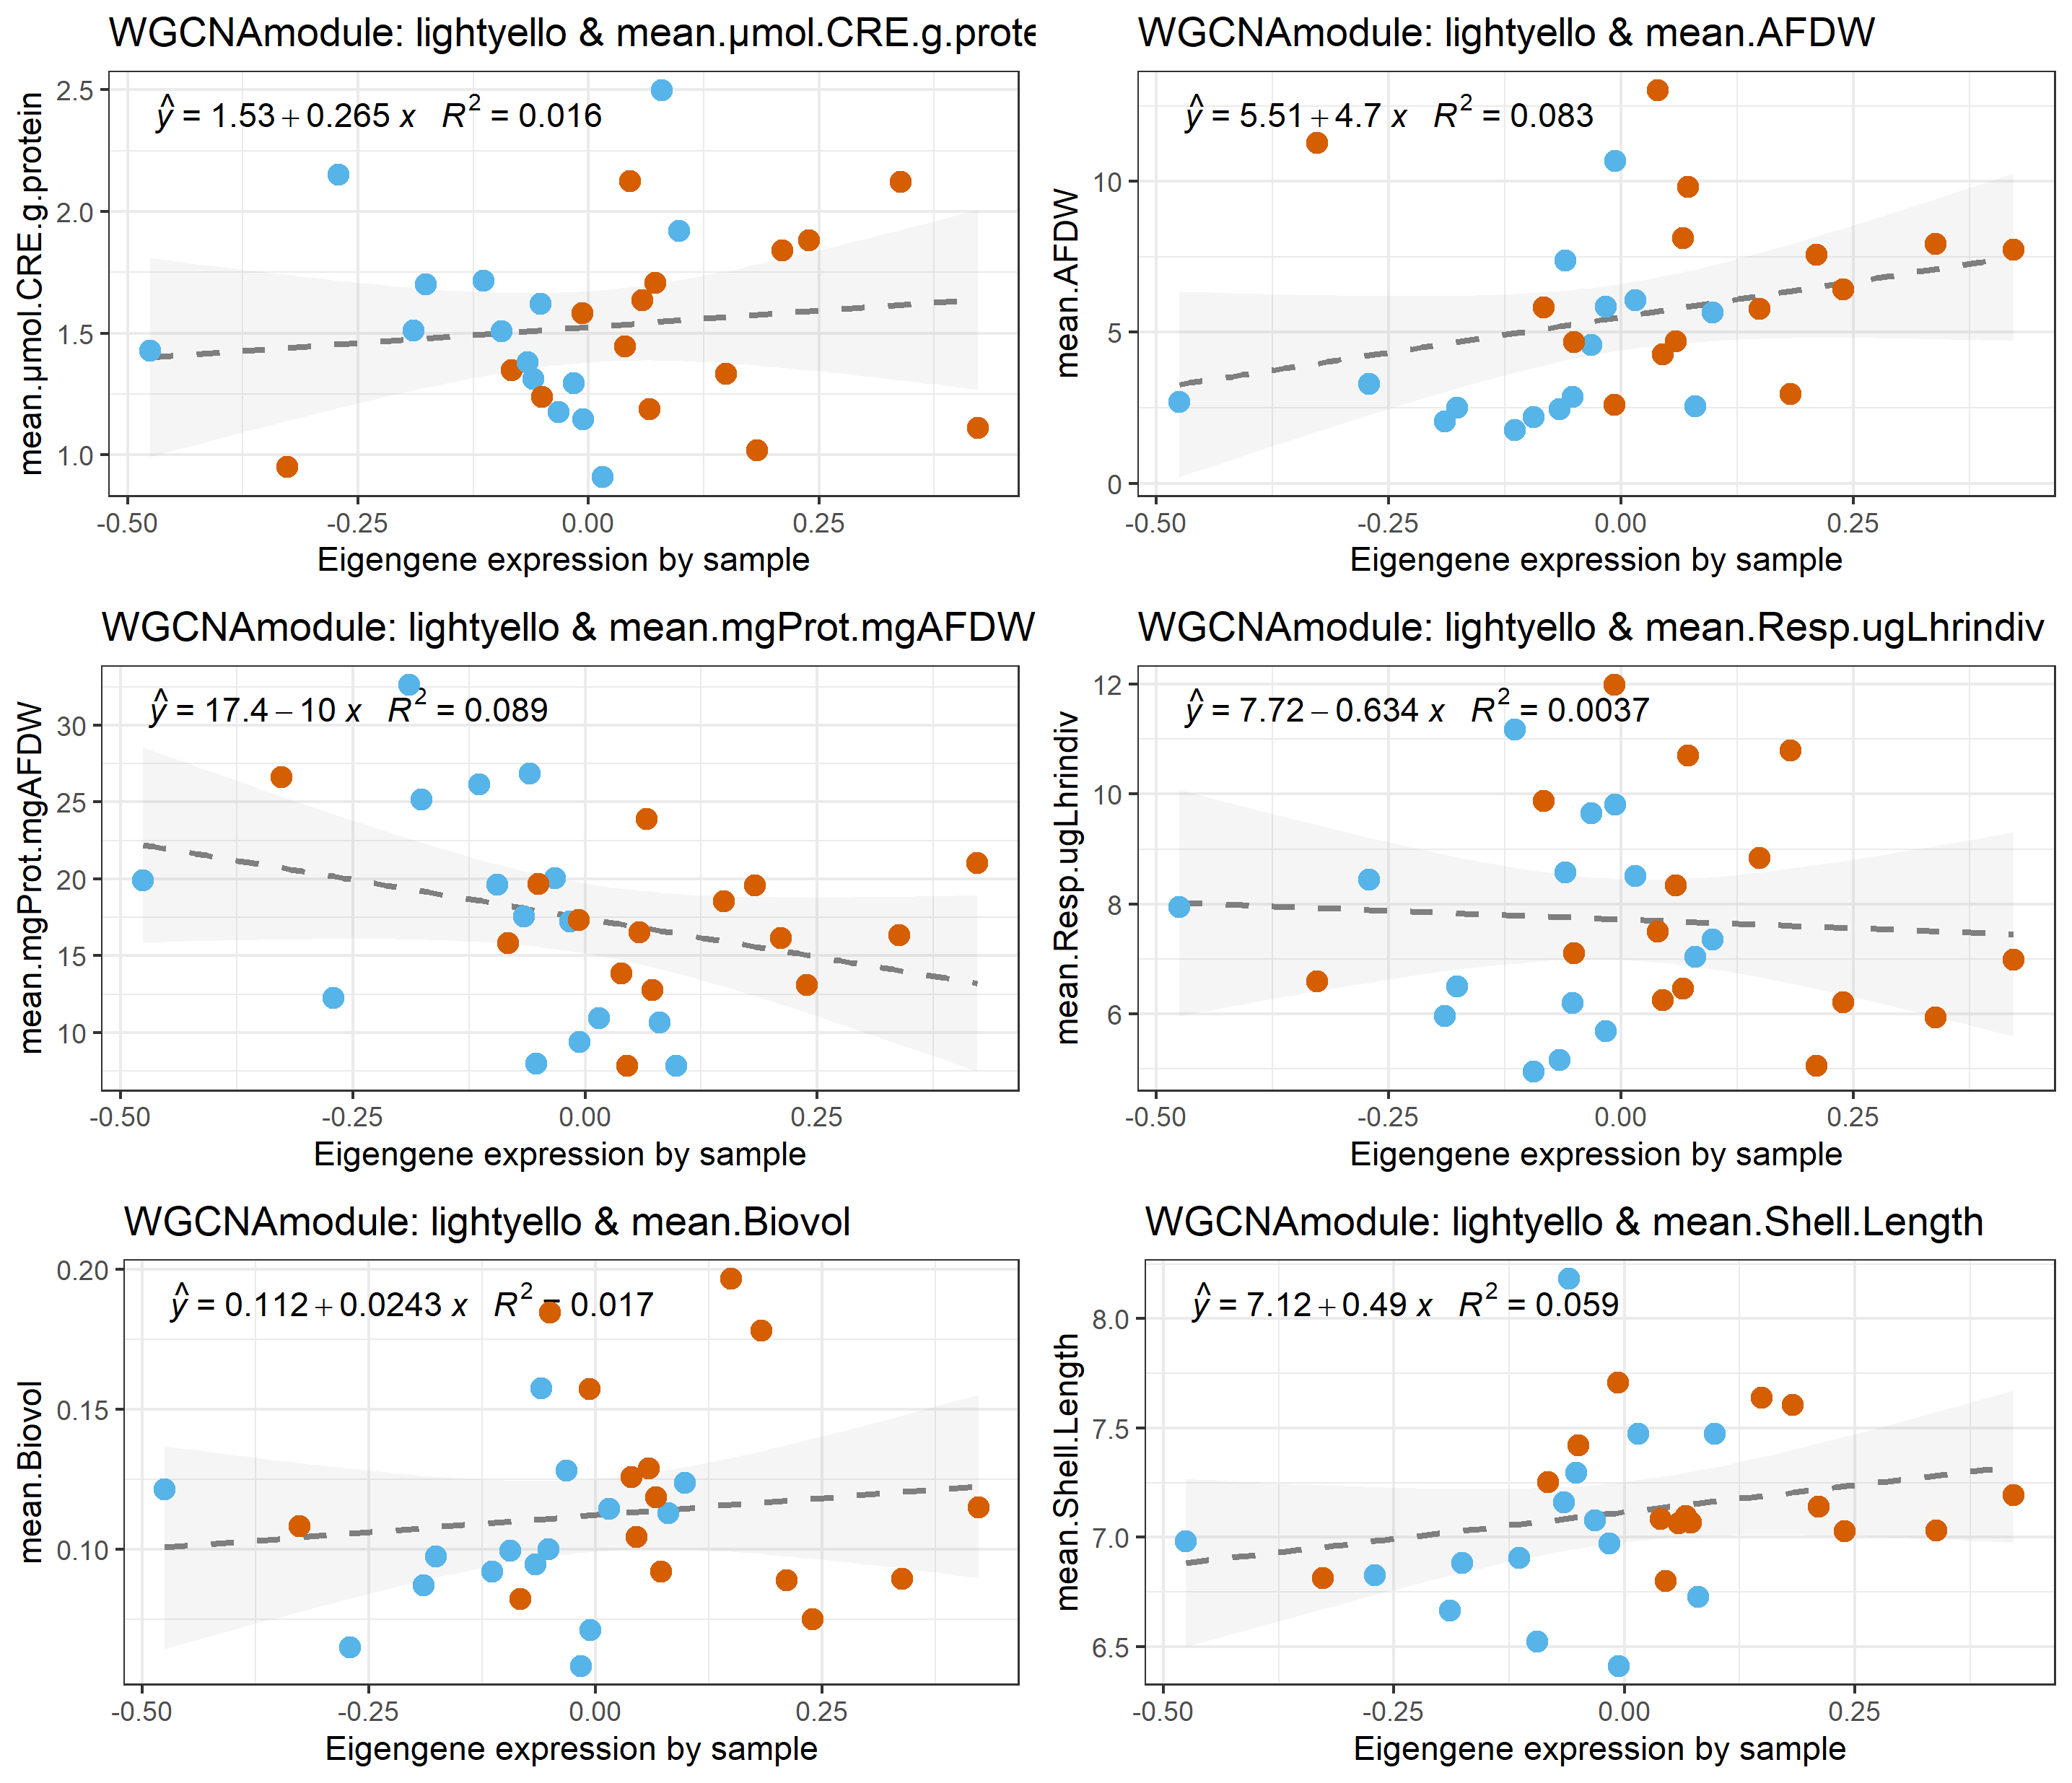 WGCNAmodule: lightyello & mean.µmol.CRE.g.prote
ŷ = 1.53 + 0.265 x R² = 0.016
mean.µmol.CRE.g.protein
2.5
2.0
1.5
1.0
-0.50 -0.25 0.00 0.25
Eigengene expression by sample
WGCNAmodule: lightyello & mean.AFDW
ŷ = 5.51 + 4.7 x R² = 0.083
mean.AFDW
10
5
0
-0.50 -0.25 0.00 0.25
Eigengene expression by sample
WGCNAmodule: lightyello & mean.mgProt.mgAFDW
ŷ = 17.4 − 10 x R² = 0.089
mean.mgProt.mgAFDW
30
25
20
15
10
-0.50 -0.25 0.00 0.25
Eigengene expression by sample
WGCNAmodule: lightyello & mean.Resp.ugLhrindiv
ŷ = 7.72 − 0.634 x R² = 0.0037
mean.Resp.ugLhrindiv
12
10
8
6
-0.50 -0.25 0.00 0.25
Eigengene expression by sample
WGCNAmodule: lightyello & mean.Biovol
ŷ = 0.112 + 0.0243 x R² = 0.017
mean.Biovol
0.20
0.15
0.10
-0.50 -0.25 0.00 0.25
Eigengene expression by sample
WGCNAmodule: lightyello & mean.Shell.Length
ŷ = 7.12 + 0.49 x R² = 0.059
mean.Shell.Length
8.0
7.5
7.0
6.5
-0.50 -0.25 0.00 0.25
Eigengene expression by sample